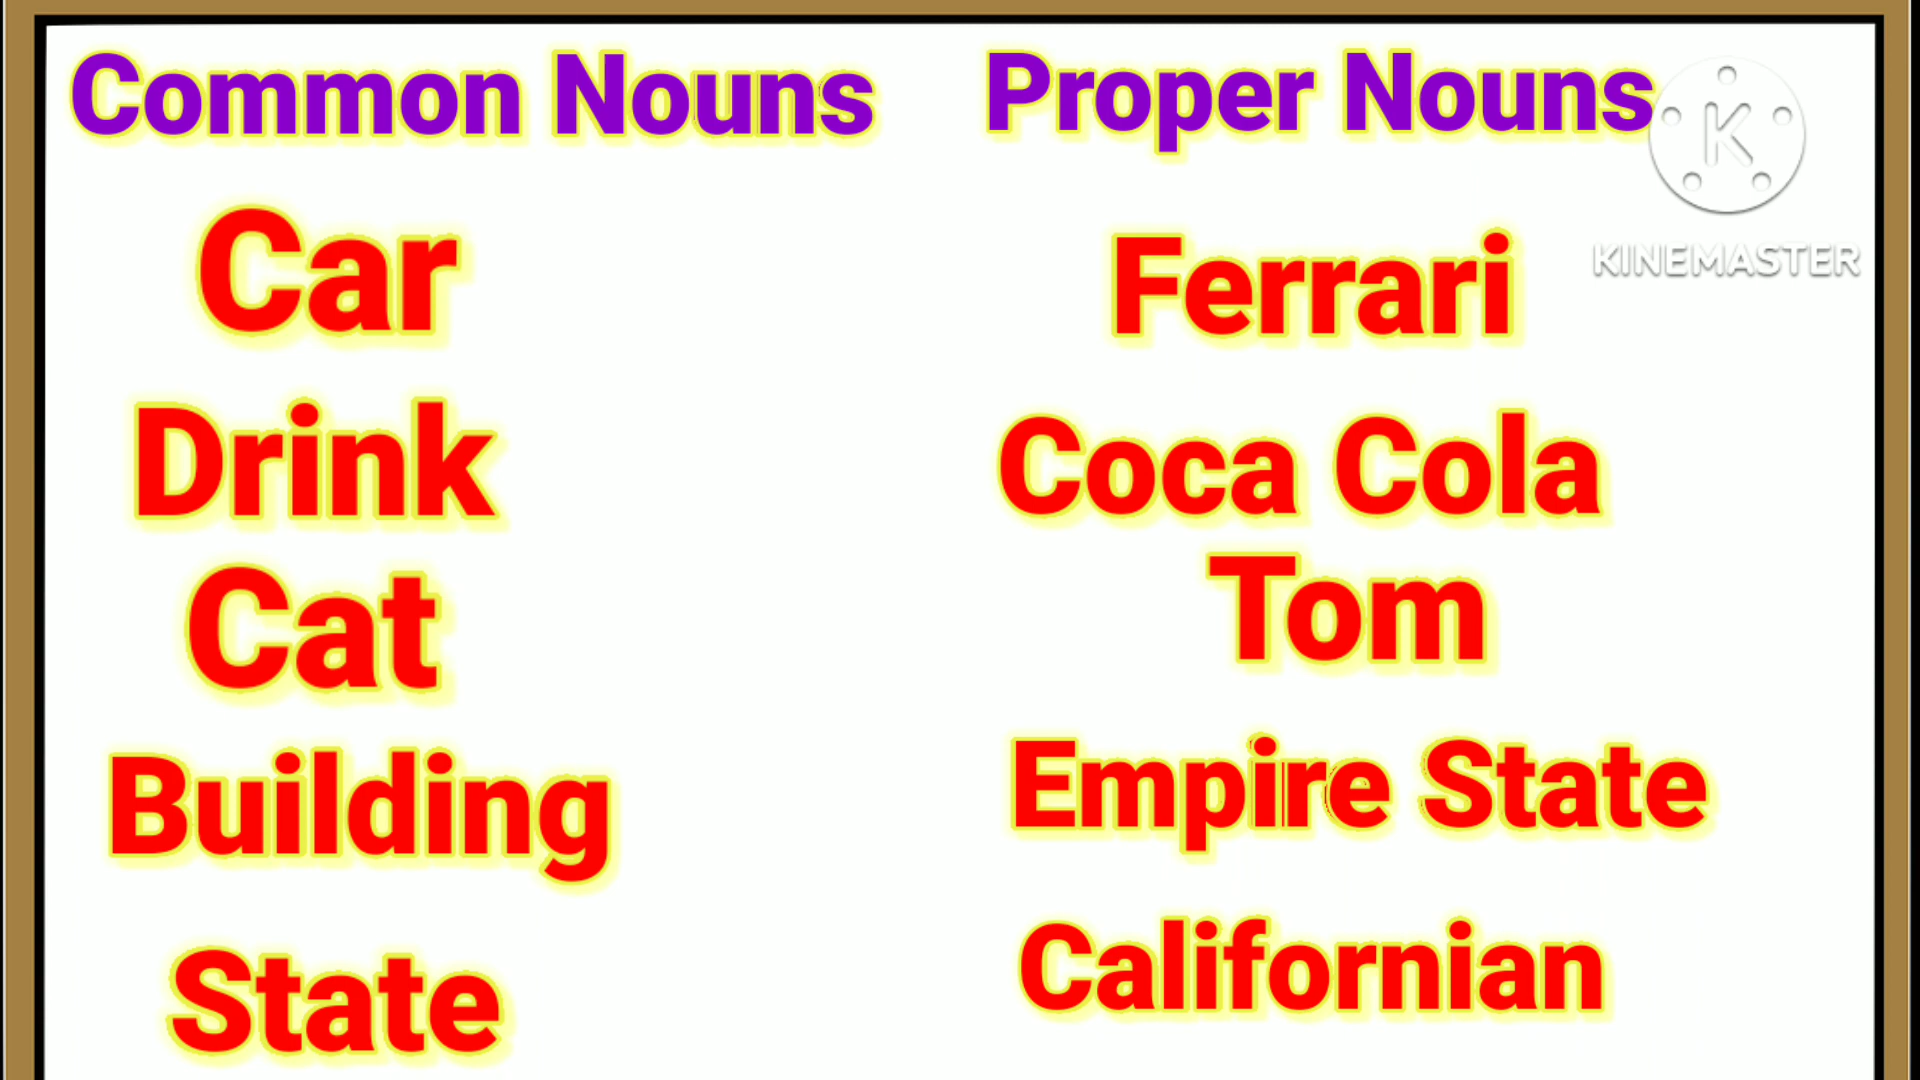 Common Nouns Proper Nouns
K
KINEMASTER
Car Ferrari
Drink Coca Cola
Cat Tom
Building Empire State
State Californian